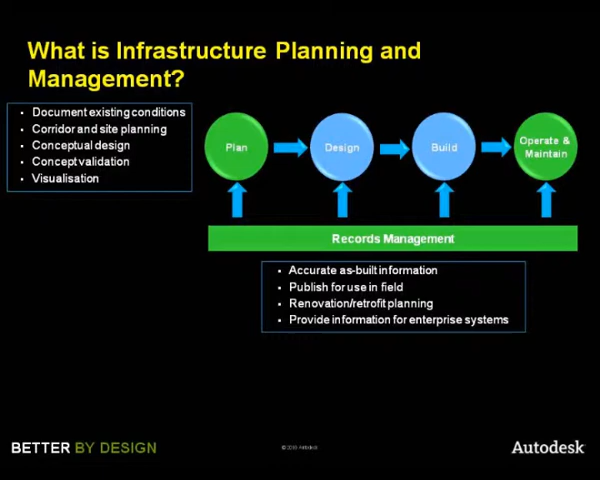 What is Infrastructure Planning and
Management?
• Document existing conditions
• Corridor and site planning
• Conceptual design
• Concept validation
• Visualisation
Plan
Design
Build
Operate &
Maintain
Records Management
• Accurate as-built information
• Publish for use in field
• Renovation/retrofit planning
• Provide information for enterprise systems
BETTER BY DESIGN
Autodesk